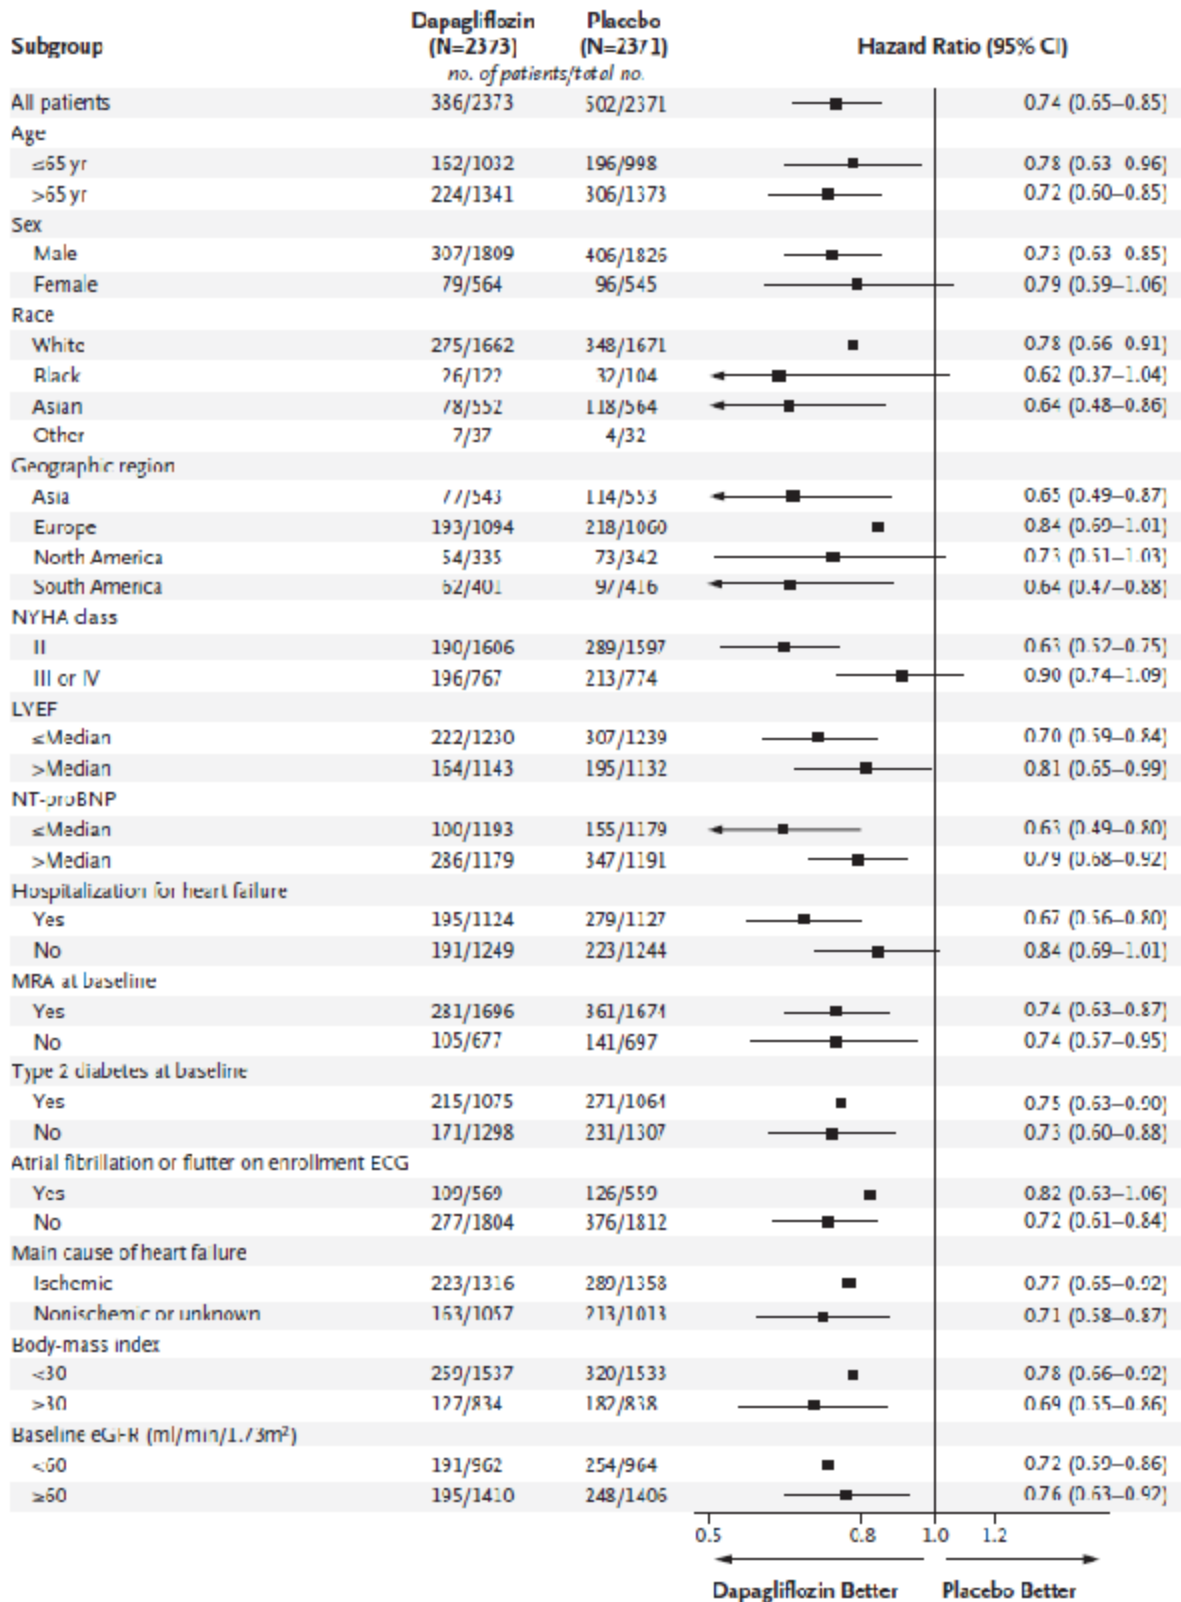 Subgroup Dapagliflozin (N=2373) Placebo (N=2371) Hazard Ratio (95% CI)
no. of patients/total no.
All patients 386/2373 502/2371 0.74 (0.65–0.85)
Age
≤65 yr 162/1032 196/998 0.78 (0.63–0.96)
>65 yr 224/1341 306/1373 0.72 (0.60–0.85)
Sex
Male 307/1809 406/1826 0.73 (0.63–0.85)
Female 79/564 96/545 0.79 (0.59–1.06)
Race
White 275/1662 348/1671 0.78 (0.66–0.91)
Black 26/122 32/104 0.62 (0.37–1.04)
Asian 78/552 118/564 0.64 (0.48–0.86)
Other 7/37 4/32
Geographic region
Asia 77/543 114/553 0.65 (0.49–0.87)
Europe 193/1094 218/1060 0.84 (0.69–1.01)
North America 54/335 73/342 0.73 (0.51–1.03)
South America 62/401 97/416 0.64 (0.47–0.88)
NYHA class
II 190/1606 289/1597 0.63 (0.52–0.75)
III or IV 196/767 213/774 0.90 (0.74–1.09)
LVEF
≤Median 222/1230 307/1239 0.70 (0.59–0.84)
>Median 164/1143 195/1132 0.81 (0.65–0.99)
NT-proBNP
≤Median 100/1193 155/1179 0.63 (0.49–0.80)
>Median 286/1179 347/1191 0.79 (0.68–0.92)
Hospitalization for heart failure
Yes 195/1124 279/1127 0.67 (0.56–0.80)
No 191/1249 223/1244 0.84 (0.69–1.01)
MRA at baseline
Yes 281/1696 361/1674 0.74 (0.63–0.87)
No 105/677 141/697 0.74 (0.57–0.95)
Type 2 diabetes at baseline
Yes 215/1075 271/1064 0.75 (0.63–0.90)
No 171/1298 231/1307 0.73 (0.60–0.88)
Atrial fibrillation or flutter on enrollment ECG
Yes 109/569 126/559 0.82 (0.63–1.06)
No 277/1804 376/1812 0.72 (0.61–0.84)
Main cause of heart failure
Ischemic 223/1316 289/1358 0.77 (0.65–0.92)
Nonischemic or unknown 163/1057 213/1013 0.71 (0.58–0.87)
Body-mass index
<30 259/1537 320/1533 0.78 (0.66–0.92)
≥30 127/834 182/838 0.69 (0.55–0.86)
Baseline eGFR (ml/min/1.73m²)
<60 191/962 254/964 0.72 (0.59–0.86)
≥60 195/1410 248/1406 0.76 (0.63–0.92)
0.5 0.8 1.0 1.2
Dapagliflozin Better Placebo Better